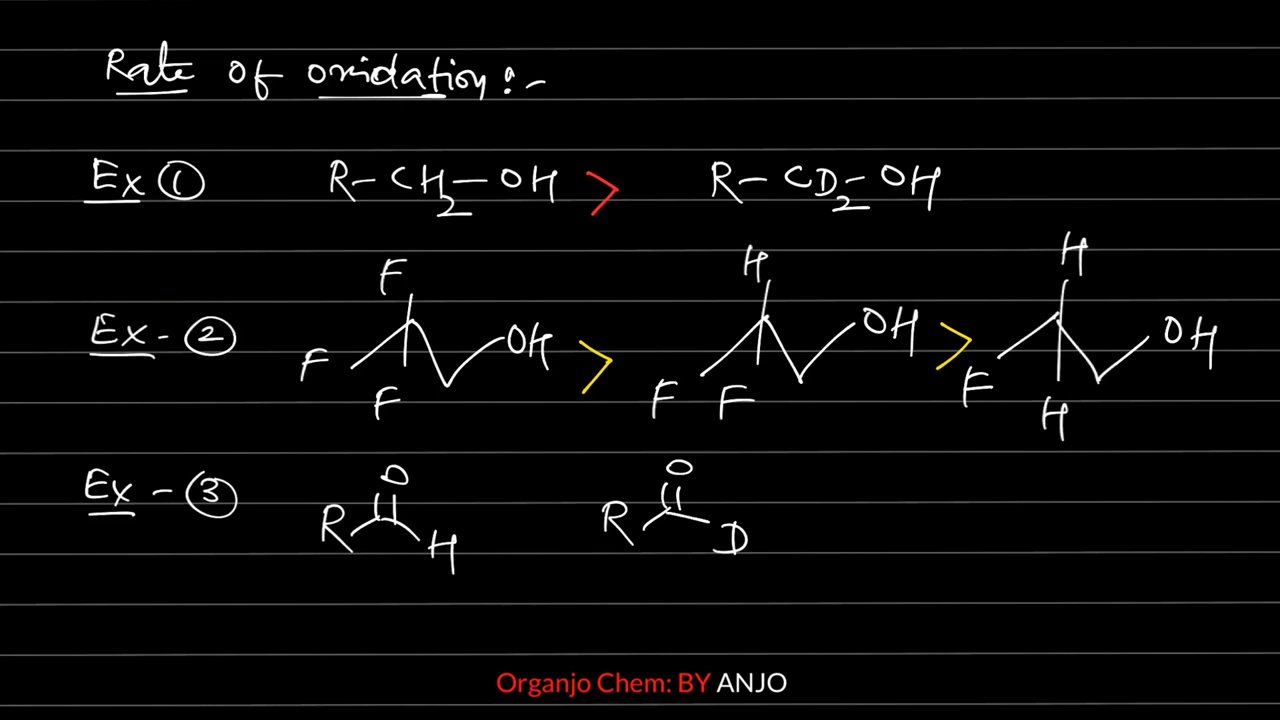 Rate of oxidation :-
Ex ① R-CH2-OH > R-CD2-OH
Ex - ② F F F OH > H F F OH > H F H OH
Ex - ③ R O H R O D
Organjo Chem: BY ANJO